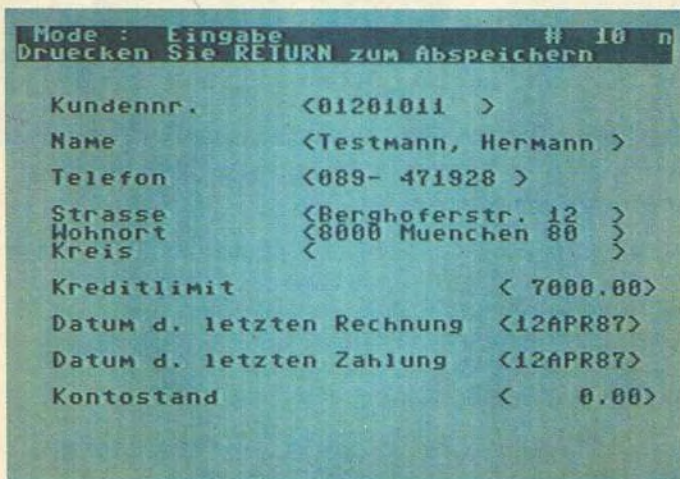 Mode : Eingabe # 10 n
Druecken Sie RETURN zum Abspeichern
Kundennr. <01201011 >
Name <Testmann, Hermann >
Telefon <089- 471928 >
Strasse <Berghoferstr. 12 >
Wohnort <8000 Muenchen 80 >
Kreis < >
Kreditlimit < 7000.00>
Datum d. letzten Rechnung <12APR87>
Datum d. letzten Zahlung <12APR87>
Kontostand < 0.00>